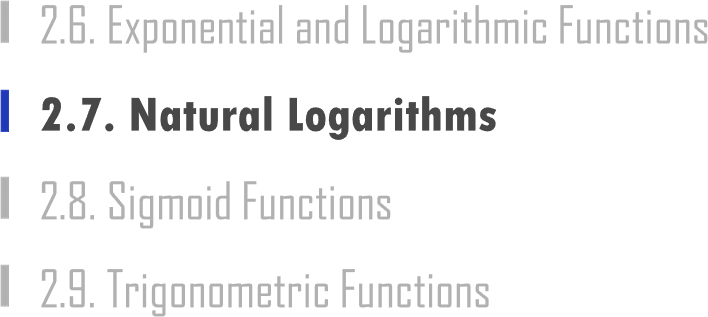 2.6. Exponential and Logarithmic Functions
2.7. Natural Logarithms
2.8. Sigmoid Functions
2.9. Trigonometric Functions